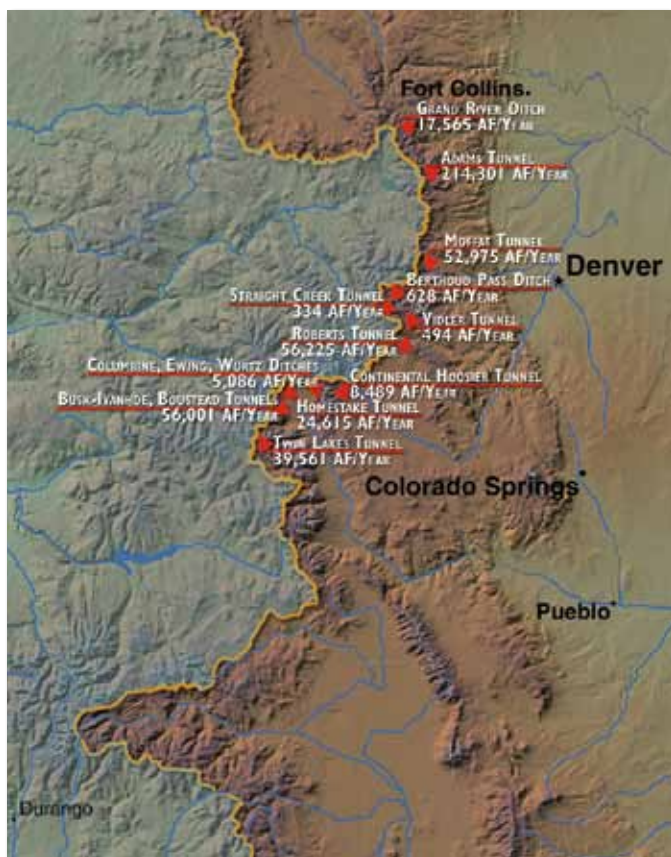 Fort Collins
Grand River Ditch
17,565 AF/Year
Adams Tunnel
214,301 AF/Year
Moffat Tunnel
52,975 AF/Year
Denver
Berthoud Pass Ditch
628 AF/Year
Straight Creek Tunnel
334 AF/Year
Vidler Tunnel
494 AF/Year
Roberts Tunnel
56,225 AF/Year
Columbine, Ewing, Wurtz Ditches
5,086 AF/Year
Continental Hoosier Tunnel
8,489 AF/Year
Busk-Ivanhoe, Boustead Tunnels
56,001 AF/Year
Homestake Tunnel
24,615 AF/Year
Twin Lakes Tunnel
39,561 AF/Year
Colorado Springs
Pueblo
Durango